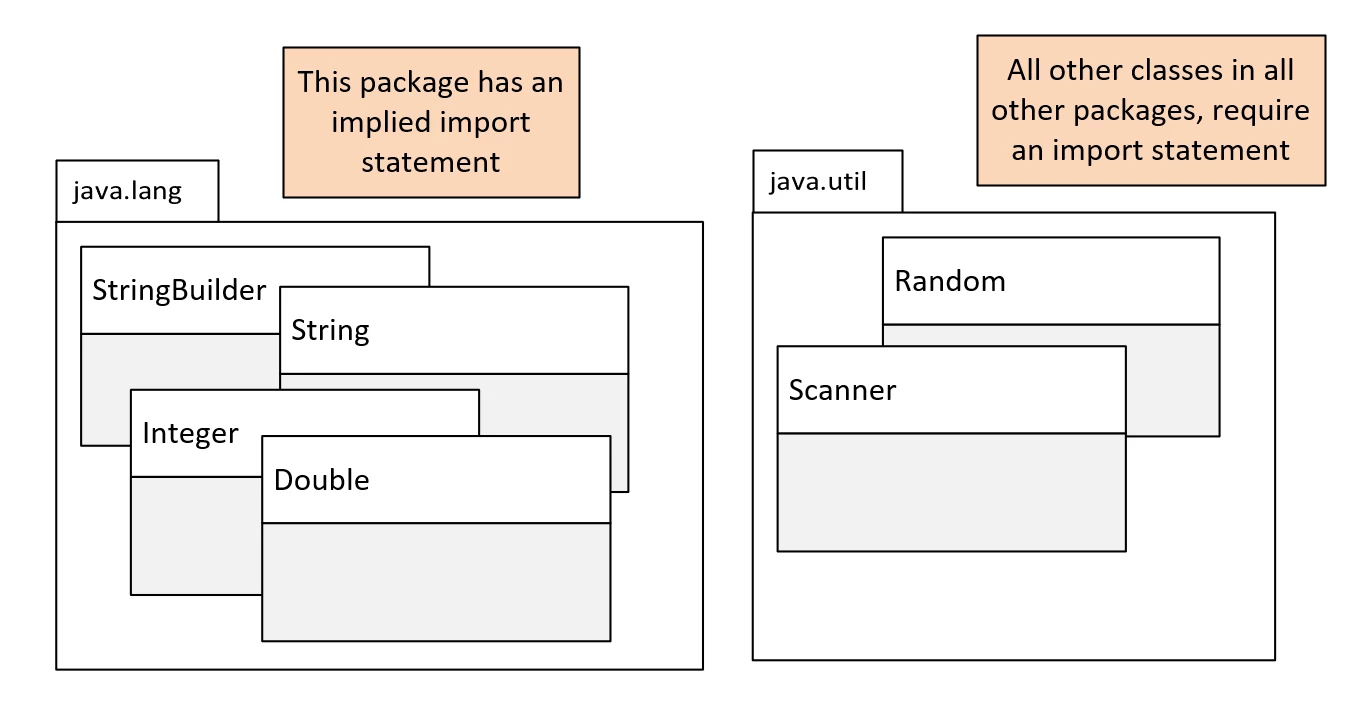 This package has an
implied import
statement
java.lang
StringBuilder
String
Integer
Double
All other classes in all
other packages, require
an import statement
java.util
Random
Scanner